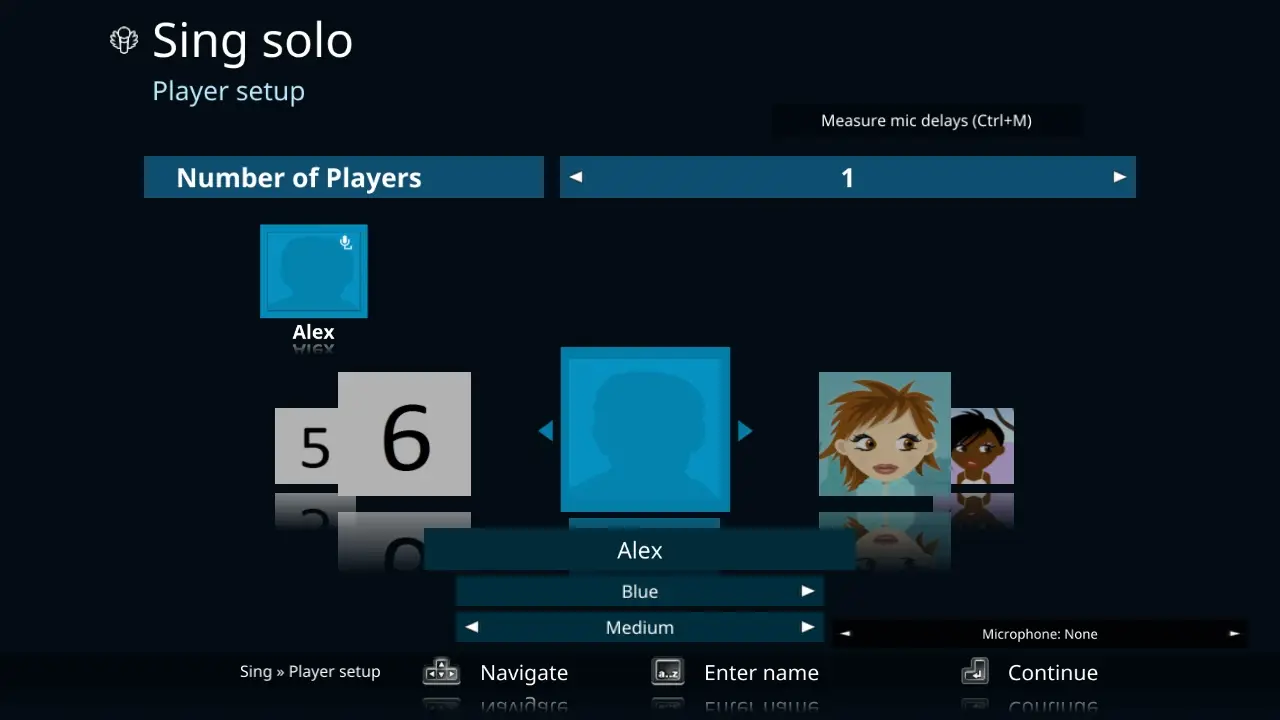 Sing solo
Player setup
Measure mic delays (Ctrl+M)
Number of Players
1
Alex
5
6
Alex
Blue
Medium
Microphone: None
Sing » Player setup
a..z
Navigate
Enter name
Continue